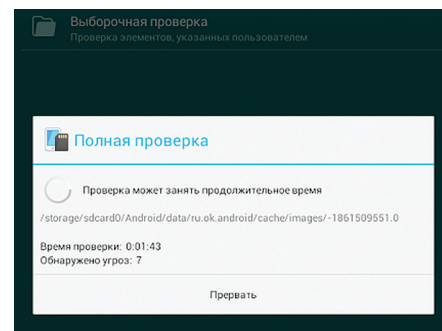 Выборочная проверка
Проверка элементов, указанных пользователем
Полная проверка
Проверка может занять продолжительное время
/storage/sdcard0/Android/data/ru.ok.android/cache/images/-1861509551.0
Время проверки: 0:01:43
Обнаружено угроз: 7
Прервать